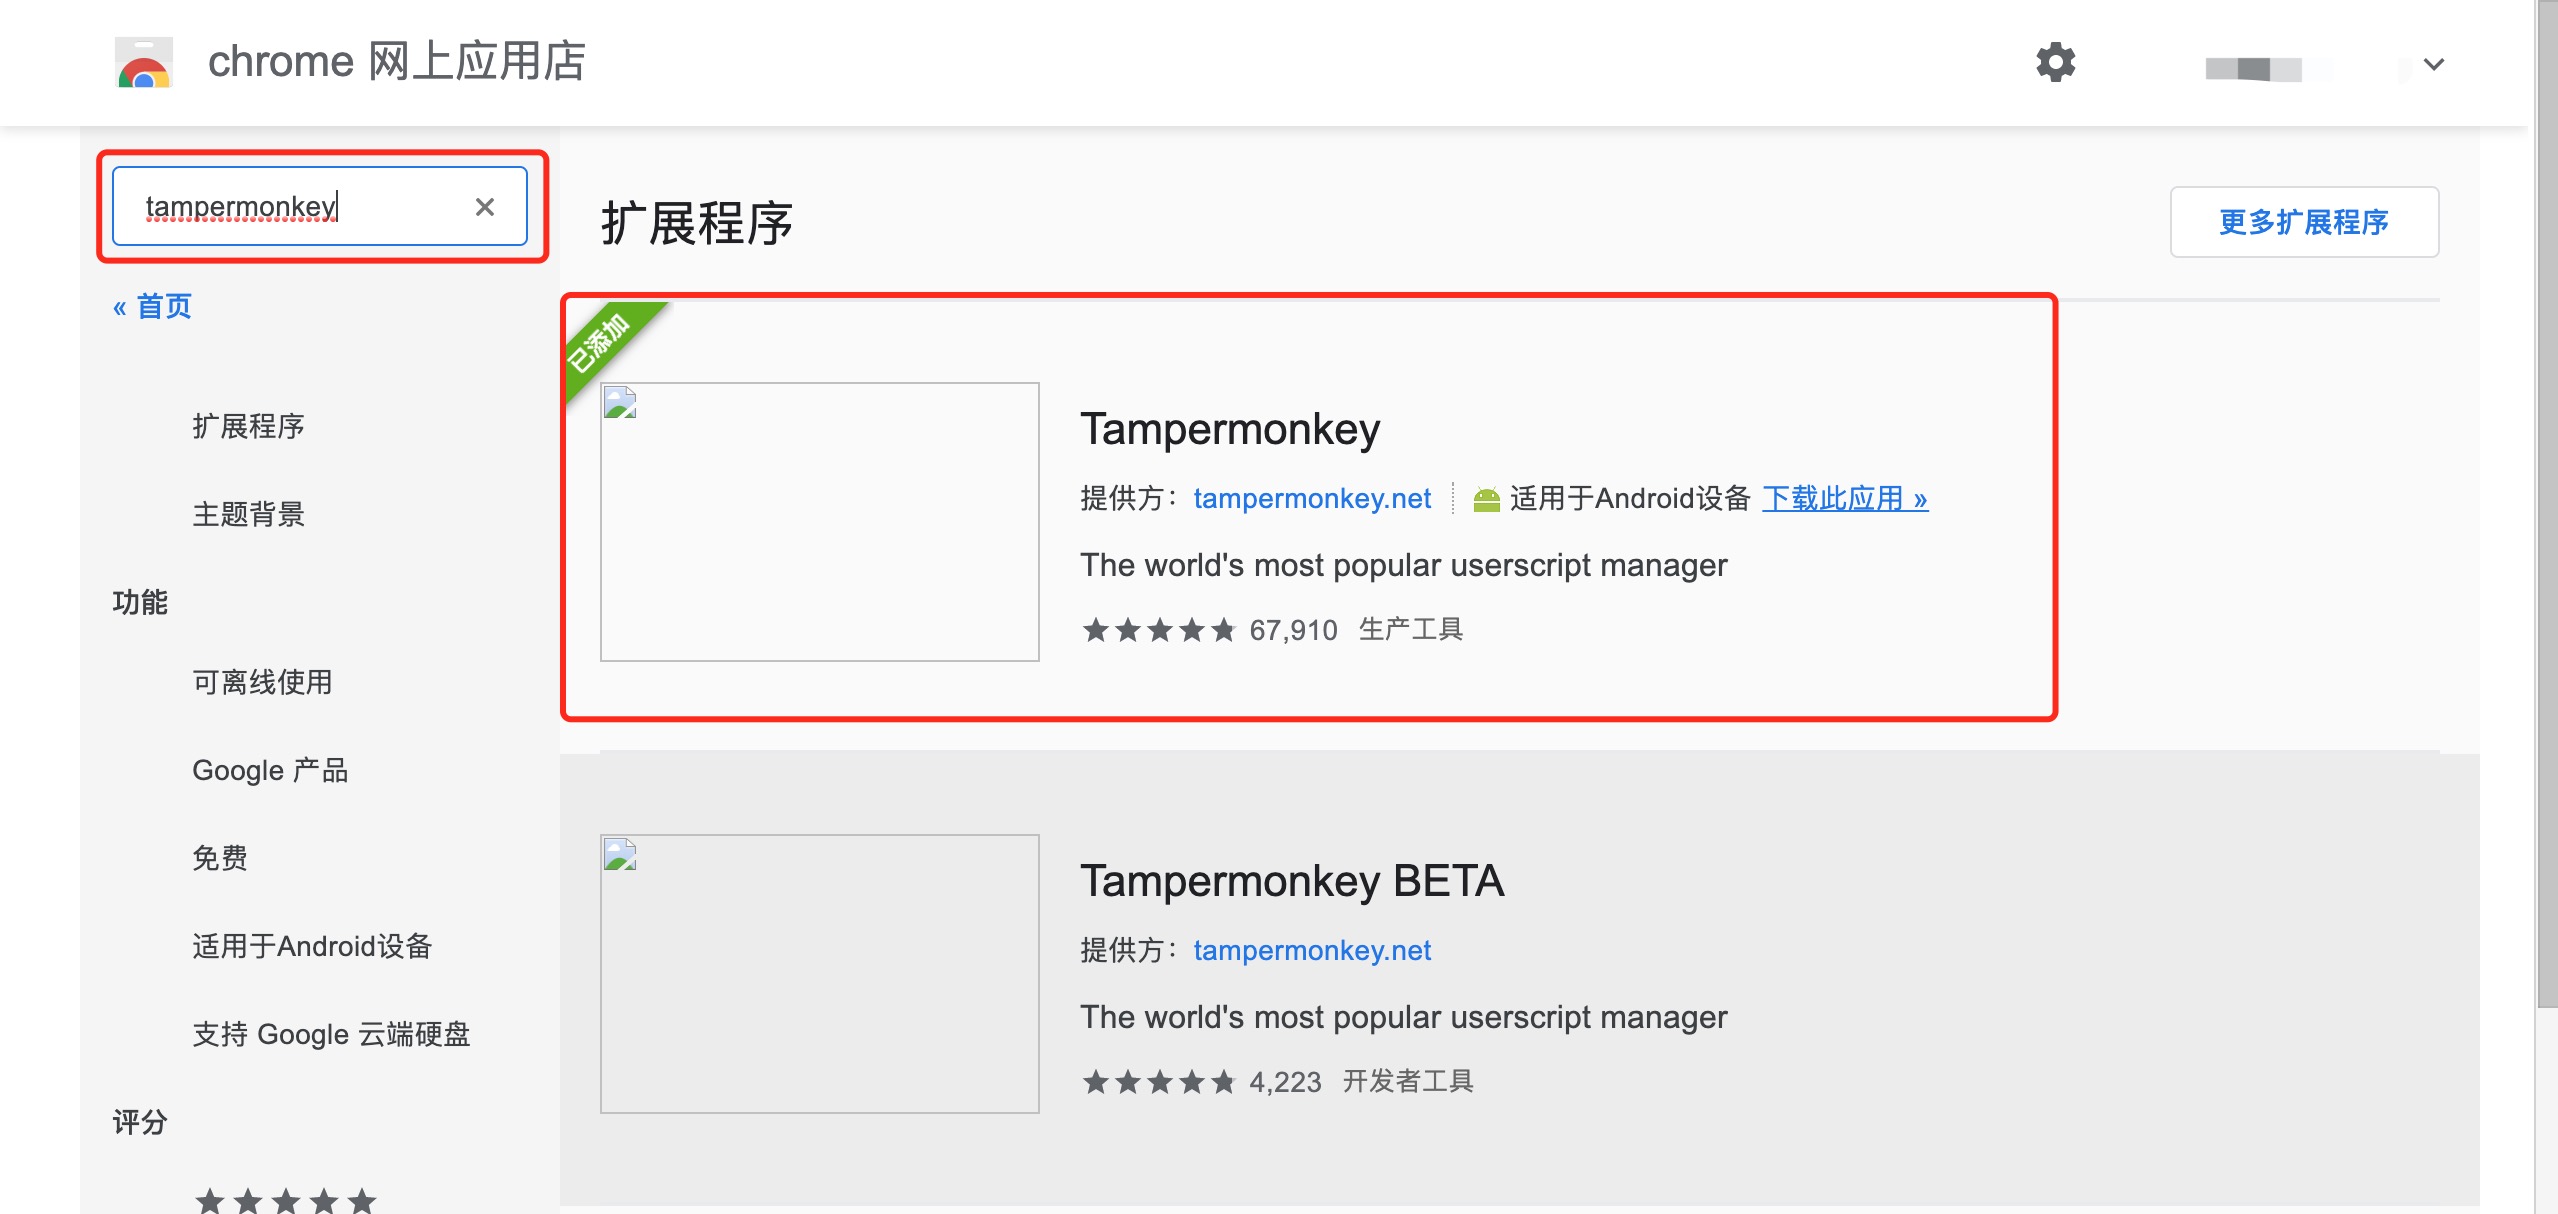 chrome 网上应用店
tampermonkey
« 首页
扩展程序
主题背景
功能
可离线使用
Google 产品
免费
适用于Android设备
支持 Google 云端硬盘
评分
扩展程序
更多扩展程序
已添加
Tampermonkey
提供方： tampermonkey.net 适用于Android设备 下载此应用 »
The world's most popular userscript manager
67,910 生产工具
Tampermonkey BETA
提供方： tampermonkey.net
The world's most popular userscript manager
4,223 开发者工具